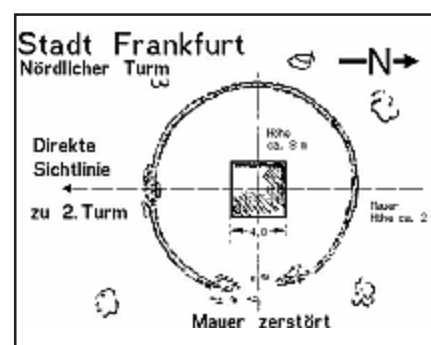 Stadt Frankfurt
Nördlicher Turm
N
Höhe
ca. 8 m
Direkte
Sichtlinie
zu 2. Turm
4,0
Mauer
Höhe ca. 2
Mauer zerstört